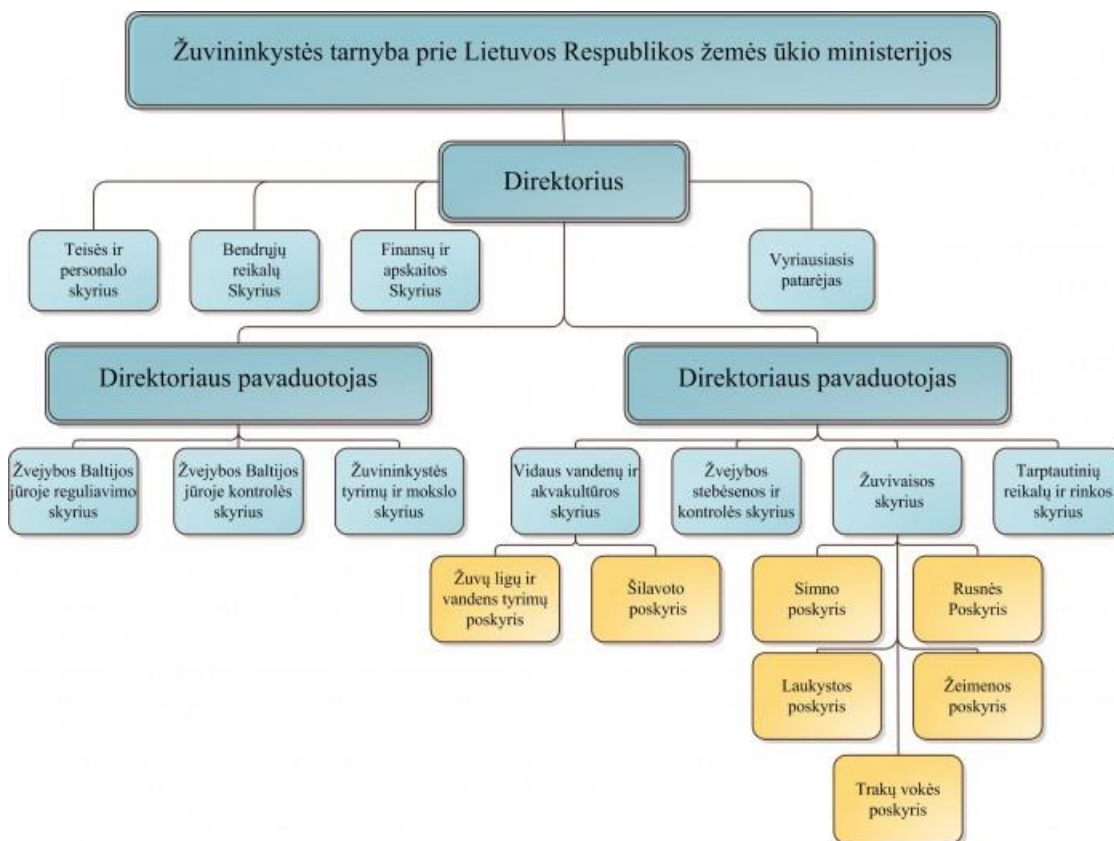 Žuvininkystės tarnyba prie Lietuvos Respublikos žemės ūkio ministerijos
Direktorius
Teisės ir
personalo
skyrius
Bendrųjų
reikalų
Skyrius
Finansų ir
apskaitos
Skyrius
Vyriausiasis
patarėjas
Direktoriaus pavaduotojas
Direktoriaus pavaduotojas
Žvejybos Baltijos
jūroje reguliavimo
skyrius
Žvejybos Baltijos
jūroje kontrolės
skyrius
Žuvininkystės
tyrimų ir mokslo
skyrius
Vidaus vandenų ir
akvakultūros
skyrius
Žvejybos
stebėsenos ir
kontrolės skyrius
Žuvivaisos
skyrius
Tarptautinių
reikalų ir rinkos
skyrius
Žuvų ligų ir
vandens tyrimų
poskyris
Šilavoto
poskyris
Simno
poskyris
Rusnės
Poskyris
Laukystos
poskyris
Žeimenos
poskyris
Trakų vokės
poskyris